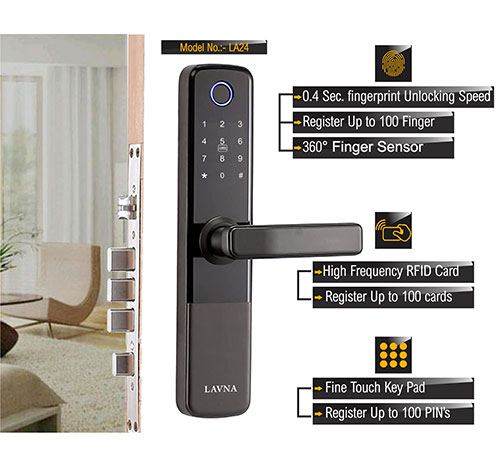 Model No.:- LA24
0.4 Sec. fingerprint Unlocking Speed
Register Up to 100 Finger
360° Finger Sensor
1 2 3
4 5 6
7 8 9
* 0 #
High Frequency RFID Card
Register Up to 100 cards
Fine Touch Key Pad
Register Up to 100 PIN's
LAVNA